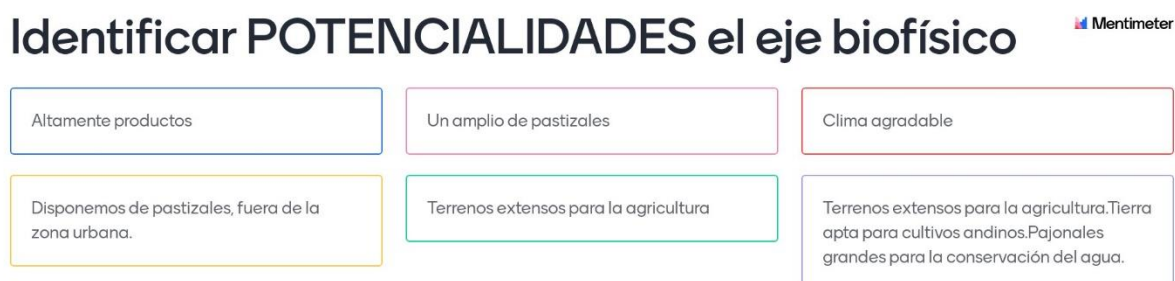 Identificar POTENCIALIDADES el eje biofísico
Mentimeter
Altamente productos
Un amplio de pastizales
Clima agradable
Disponemos de pastizales, fuera de la
zona urbana.
Terrenos extensos para la agricultura
Terrenos extensos para la agricultura.Tierra
apta para cultivos andinos.Pajonales
grandes para la conservación del agua.